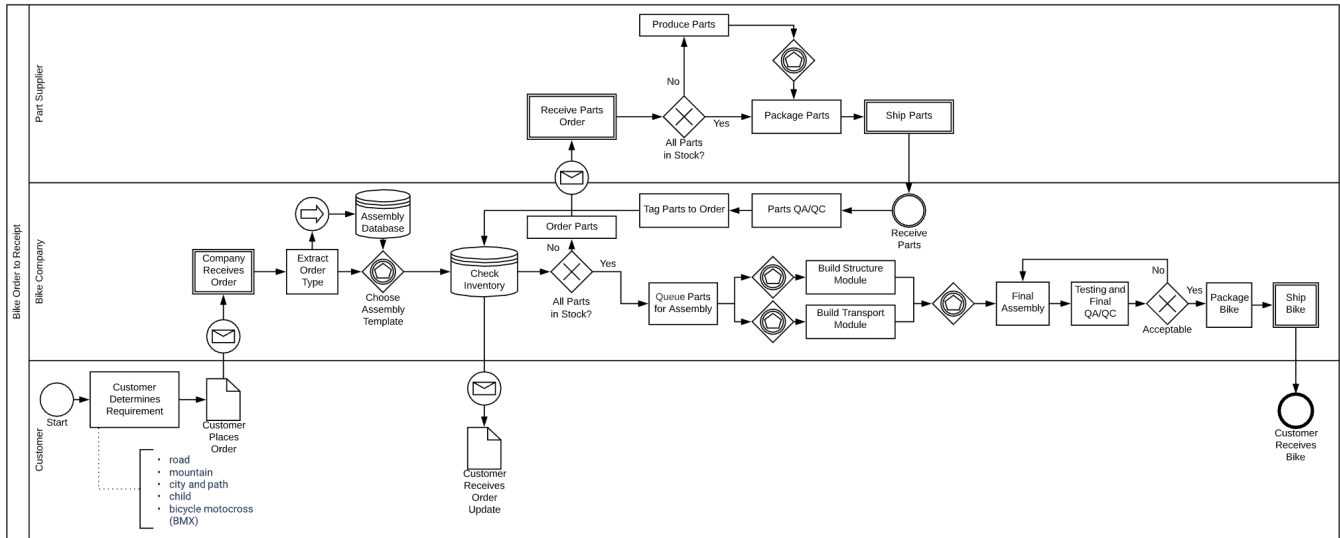 Bike Order to Receipt
Part Supplier
Produce Parts
No
Receive Parts
Order
Yes
All Parts
in Stock?
Package Parts
Ship Parts
Bike Company
Assembly
Database
Tag Parts to Order
Parts QA/QC
Receive
Parts
Company
Receives
Order
Extract
Order
Type
Choose
Assembly
Template
Check
Inventory
Order Parts
No
Yes
All Parts
in Stock?
Queue Parts
for Assembly
Build Structure
Module
Build Transport
Module
Final
Assembly
Testing and
Final
QA/QC
No
Yes
Acceptable
Package
Bike
Ship
Bike
Customer
Start
Customer
Determines
Requirement
Customer
Places
Order
• road
• mountain
• city and path
• child
• bicycle motocross
(BMX)
Customer
Receives
Order
Update
Customer
Receives
Bike